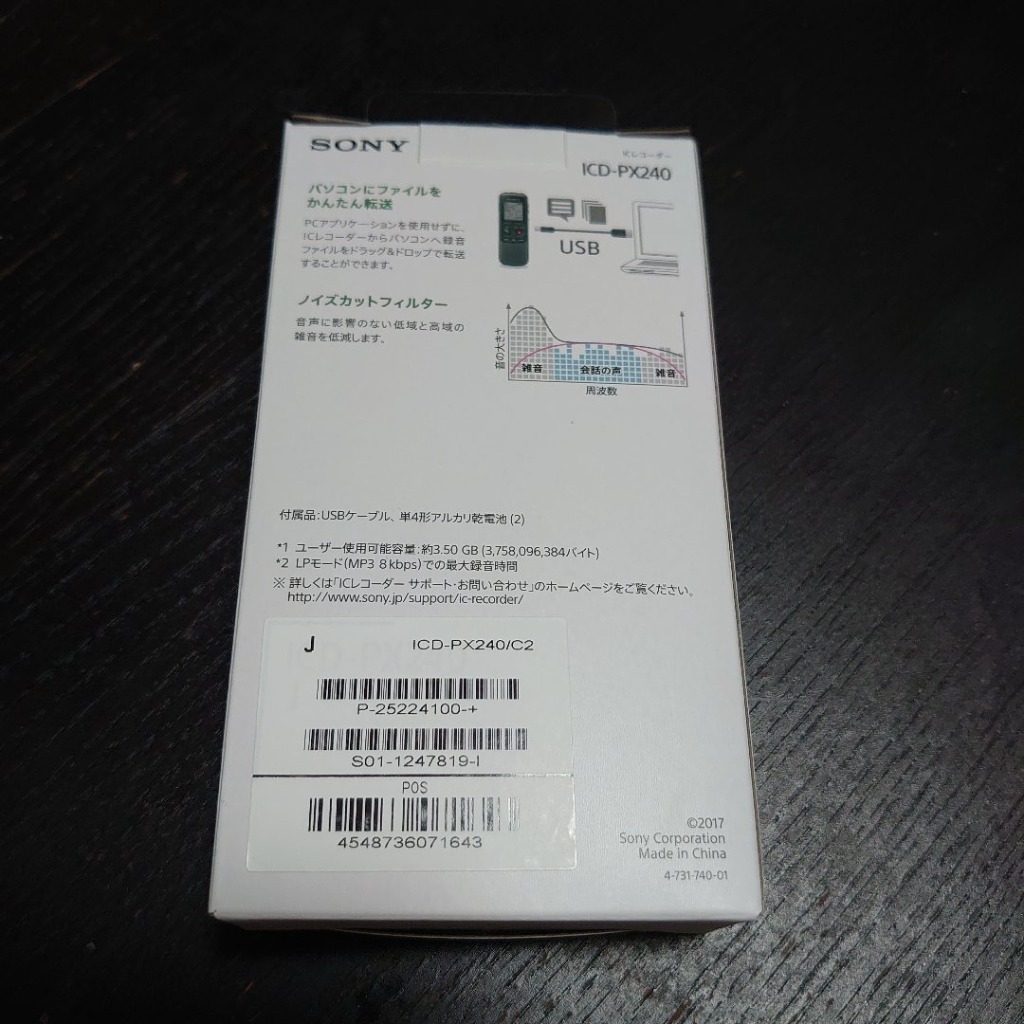 SONY
ICレコーダー
ICD-PX240
パソコンにファイルを
かんたん転送
PCアプリケーションを使用せずに、
ICレコーダーからパソコンへ録音
ファイルをドラッグ&ドロップで転送
することができます。
USB
ノイズカットフィルター
音声に影響のない低域と高域の
雑音を低減します。
音の大きさ
雑音
会話の声
雑音
周波数
付属品:USBケーブル、単4形アルカリ乾電池 (2)
*1 ユーザー使用可能容量:約3.50 GB (3,758,096,384バイト)
*2 LPモード(MP3 8kbps)での最大録音時間
※ 詳しくは「ICレコーダー サポート・お問い合わせ」のホームページをご覧ください。
http://www.sony.jp/support/ic-recorder/
J ICD-PX240/C2
P-25224100-+
S01-1247819-I
POS
4548736071643
©2017
Sony Corporation
Made in China
4-731-740-01